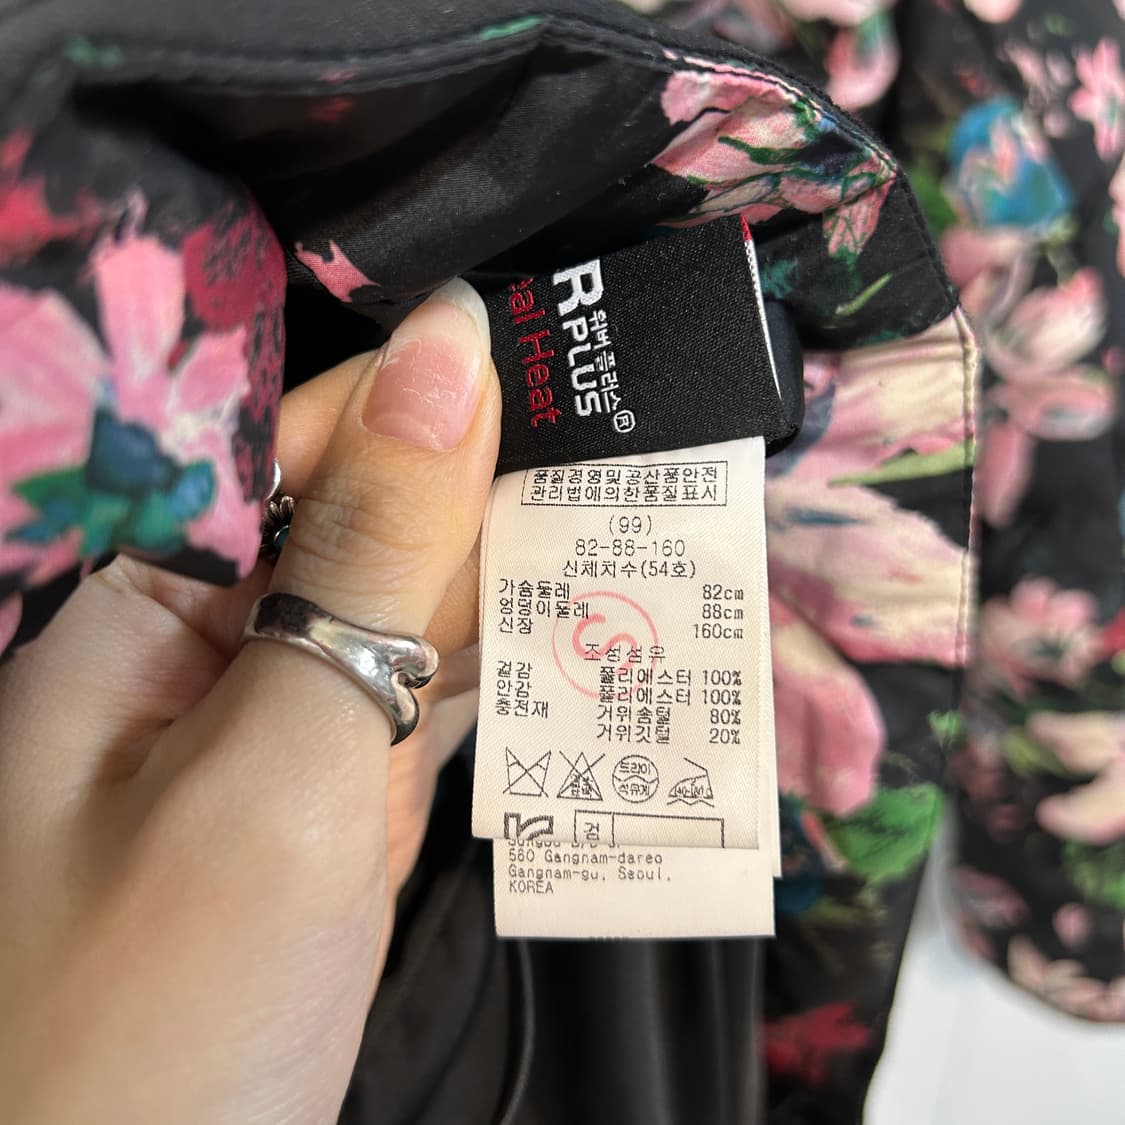 R PLUS
워버 플러스
®
al Heat
품질경영및공산품안전
관리법에의한품질표시
(99)
82-88-160
신체치수(54호)
가슴둘레 82cm
엉덩이둘레 88cm
신장 160cm
S
조성섬유
겉감 폴리에스터 100%
안감 폴리에스터 100%
충전재 거위솜털 80%
거위깃털 20%
드라이
석유계
검
560 Gangnam-dareo
Gangnam-gu, Seoul,
KOREA